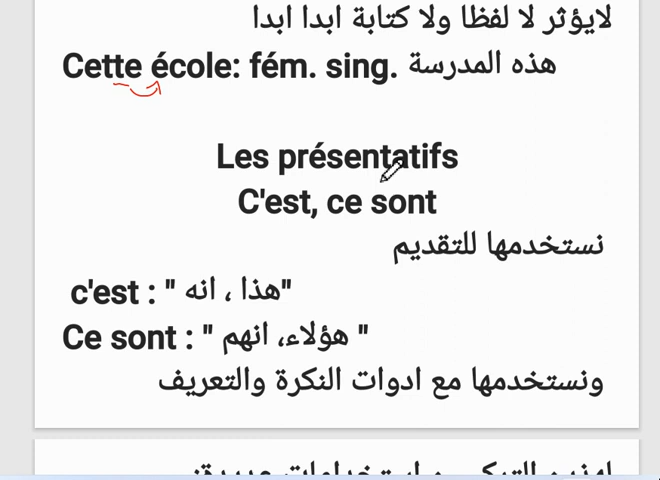 لايؤثر لا لفظا ولا كتابة ابدا ابدا
Cette école: fém. sing. هذه المدرسة
Les présentatifs
C'est, ce sont
نستخدمها للتقديم
c'est : " هذا ، انه"
Ce sont : " هؤلاء، انهم "
ونستخدمها مع ادوات النكرة والتعريف